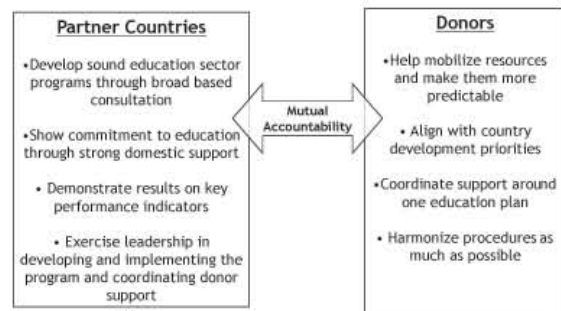 Partner Countries
•Develop sound education sector
programs through broad based
consultation
•Show commitment to education
through strong domestic support
• Demonstrate results on key
performance indicators
• Exercise leadership in
developing and implementing the
program and coordinating donor
support
Mutual
Accountability
Donors
•Help mobilize resources
and make them more
predictable
• Align with country
development priorities
•Coordinate support around
one education plan
• Harmonize procedures as
much as possible